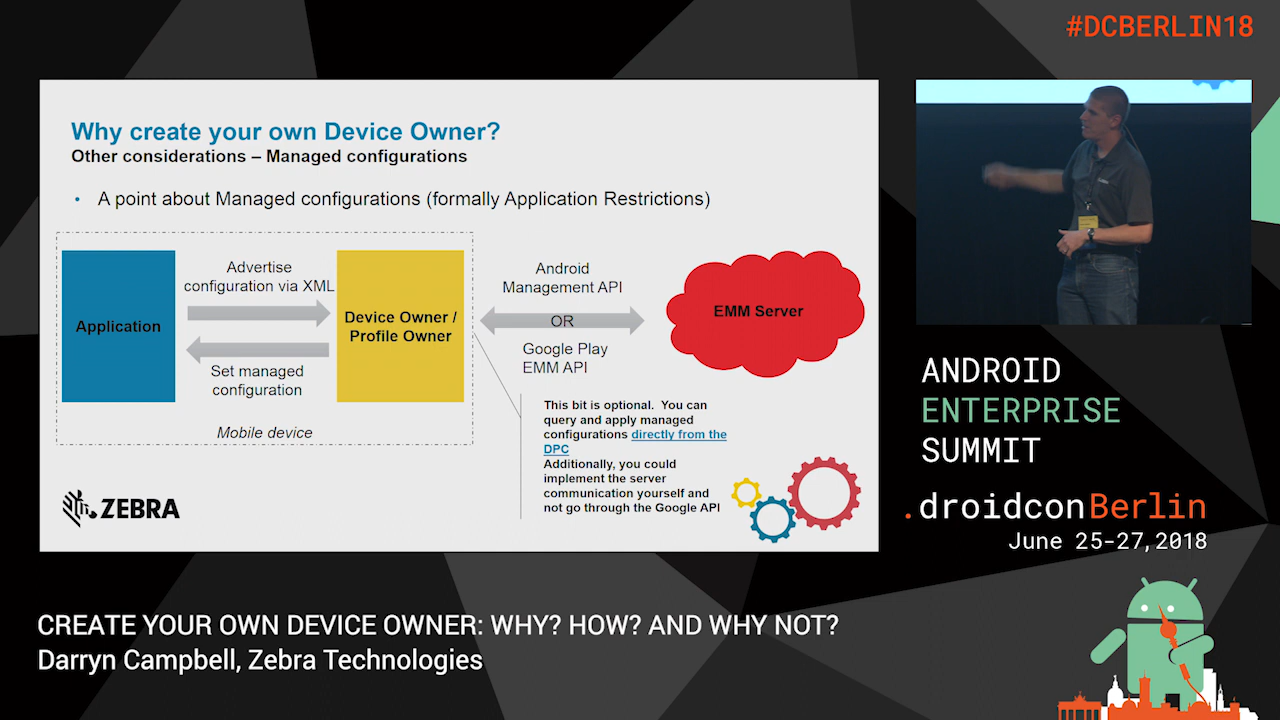 #DCBERLIN18
Why create your own Device Owner?
Other considerations – Managed configurations
• A point about Managed configurations (formally Application Restrictions)
Application
Advertise
configuration via XML
Set managed
configuration
Device Owner /
Profile Owner
Mobile device
Android
Management API
OR
Google Play
EMM API
EMM Server
This bit is optional. You can
query and apply managed
configurations directly from the
DPC
Additionally, you could
implement the server
communication yourself and
not go through the Google API
ZEBRA
ANDROID
ENTERPRISE
SUMMIT
.droidconBerlin
June 25-27, 2018
CREATE YOUR OWN DEVICE OWNER: WHY? HOW? AND WHY NOT?
Darryn Campbell, Zebra Technologies